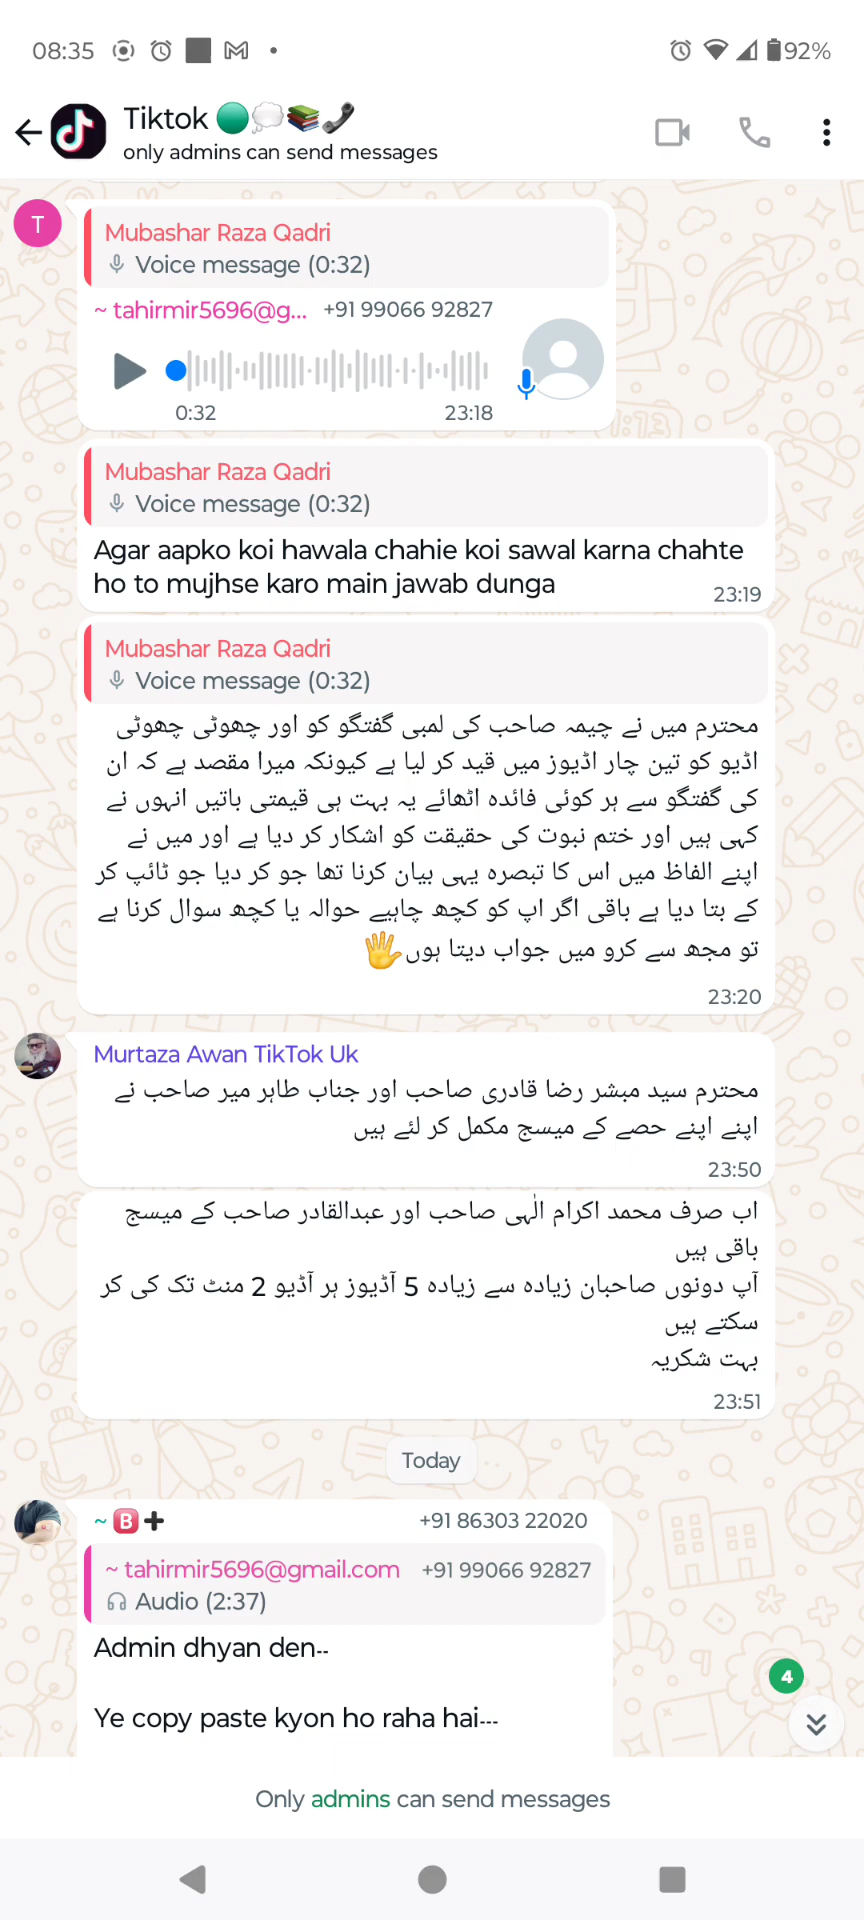 08:35
92%
Tiktok 🟢💭📚📞
only admins can send messages
T
Mubashar Raza Qadri
Voice message (0:32)
~ tahirmir5696@g... +91 99066 92827
0:32 23:18
Mubashar Raza Qadri
Voice message (0:32)
Agar aapko koi hawala chahie koi sawal karna chahte
ho to mujhse karo main jawab dunga
23:19
Mubashar Raza Qadri
Voice message (0:32)
محترم میں نے چیمہ صاحب کی لمبی گفتگو کو اور چھوٹی چھوٹی
اڈیو کو تین چار اڈیوز میں قید کر لیا ہے کیونکہ میرا مقصد ہے کہ ان
کی گفتگو سے ہر کوئی فائدہ اٹھائے یہ بہت ہی قیمتی باتیں انہوں نے
کہی ہیں اور ختم نبوت کی حقیقت کو اشکار کر دیا ہے اور میں نے
اپنے الفاظ میں اس کا تبصرہ یہی بیان کرنا تھا جو کر دیا جو ٹائپ کر
کے بتا دیا ہے باقی اگر اپ کو کچھ چاہیے حوالہ یا کچھ سوال کرنا ہے
تو مجھ سے کرو میں جواب دیتا ہوں🖐️
23:20
Murtaza Awan TikTok Uk
محترم سید مبشر رضا قادری صاحب اور جناب طاہر میر صاحب نے
اپنے اپنے حصے کے میسج مکمل کر لئے ہیں
23:50
اب صرف محمد اکرام الٰہی صاحب اور عبدالقادر صاحب کے میسج
باقی ہیں
آپ دونوں صاحبان زیادہ سے زیادہ 5 آڈیوز ہر آڈیو 2 منٹ تک کی کر
سکتے ہیں
بہت شکریہ
23:51
Today
~ 🅱️➕ +91 86303 22020
~ tahirmir5696@gmail.com +91 99066 92827
Audio (2:37)
Admin dhyan den--
4
Ye copy paste kyon ho raha hai---
Only admins can send messages